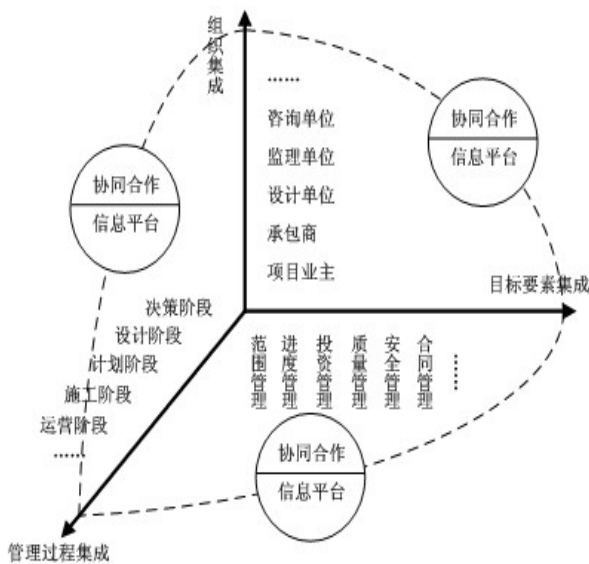 组织集成
……
咨询单位
监理单位
设计单位
承包商
项目业主
协同合作
信息平台
协同合作
信息平台
目标要素集成
决策阶段
设计阶段
计划阶段
施工阶段
运营阶段
……
范围管理
进度管理
投资管理
质量管理
安全管理
合同管理
……
协同合作
信息平台
管理过程集成